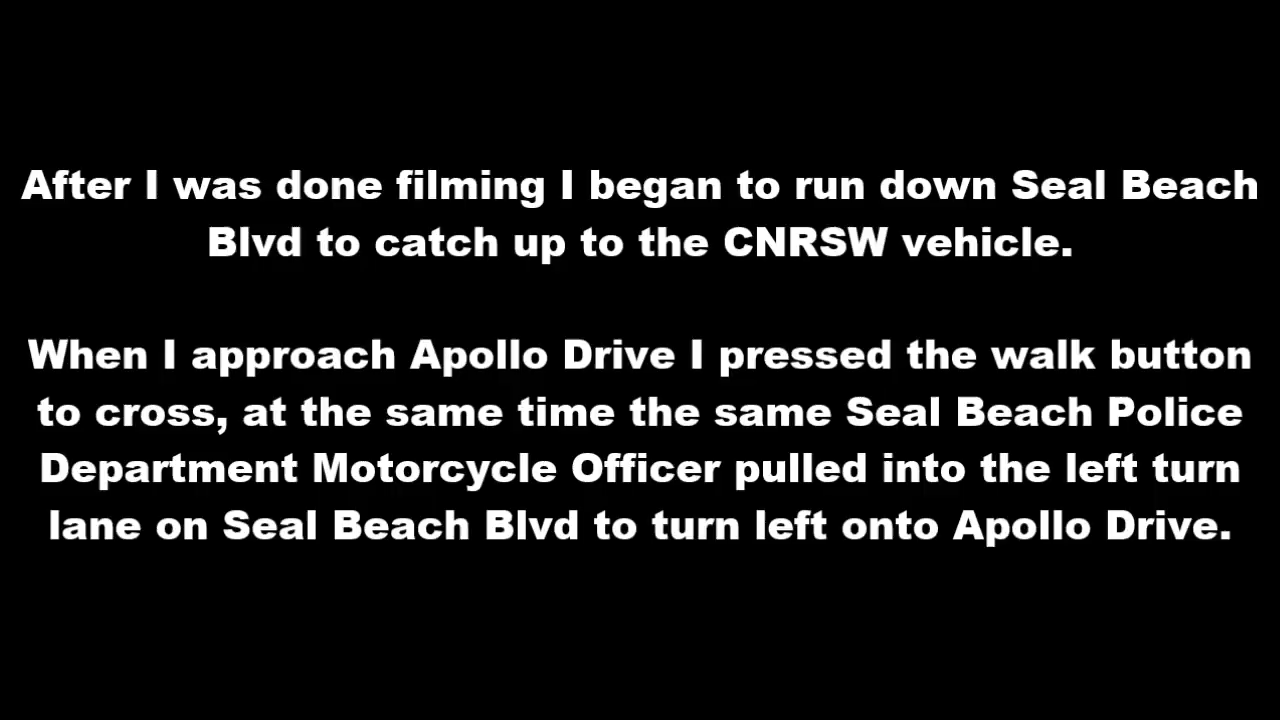 After I was done filming I began to run down Seal Beach
Blvd to catch up to the CNRSW vehicle.
When I approach Apollo Drive I pressed the walk button
to cross, at the same time the same Seal Beach Police
Department Motorcycle Officer pulled into the left turn
lane on Seal Beach Blvd to turn left onto Apollo Drive.